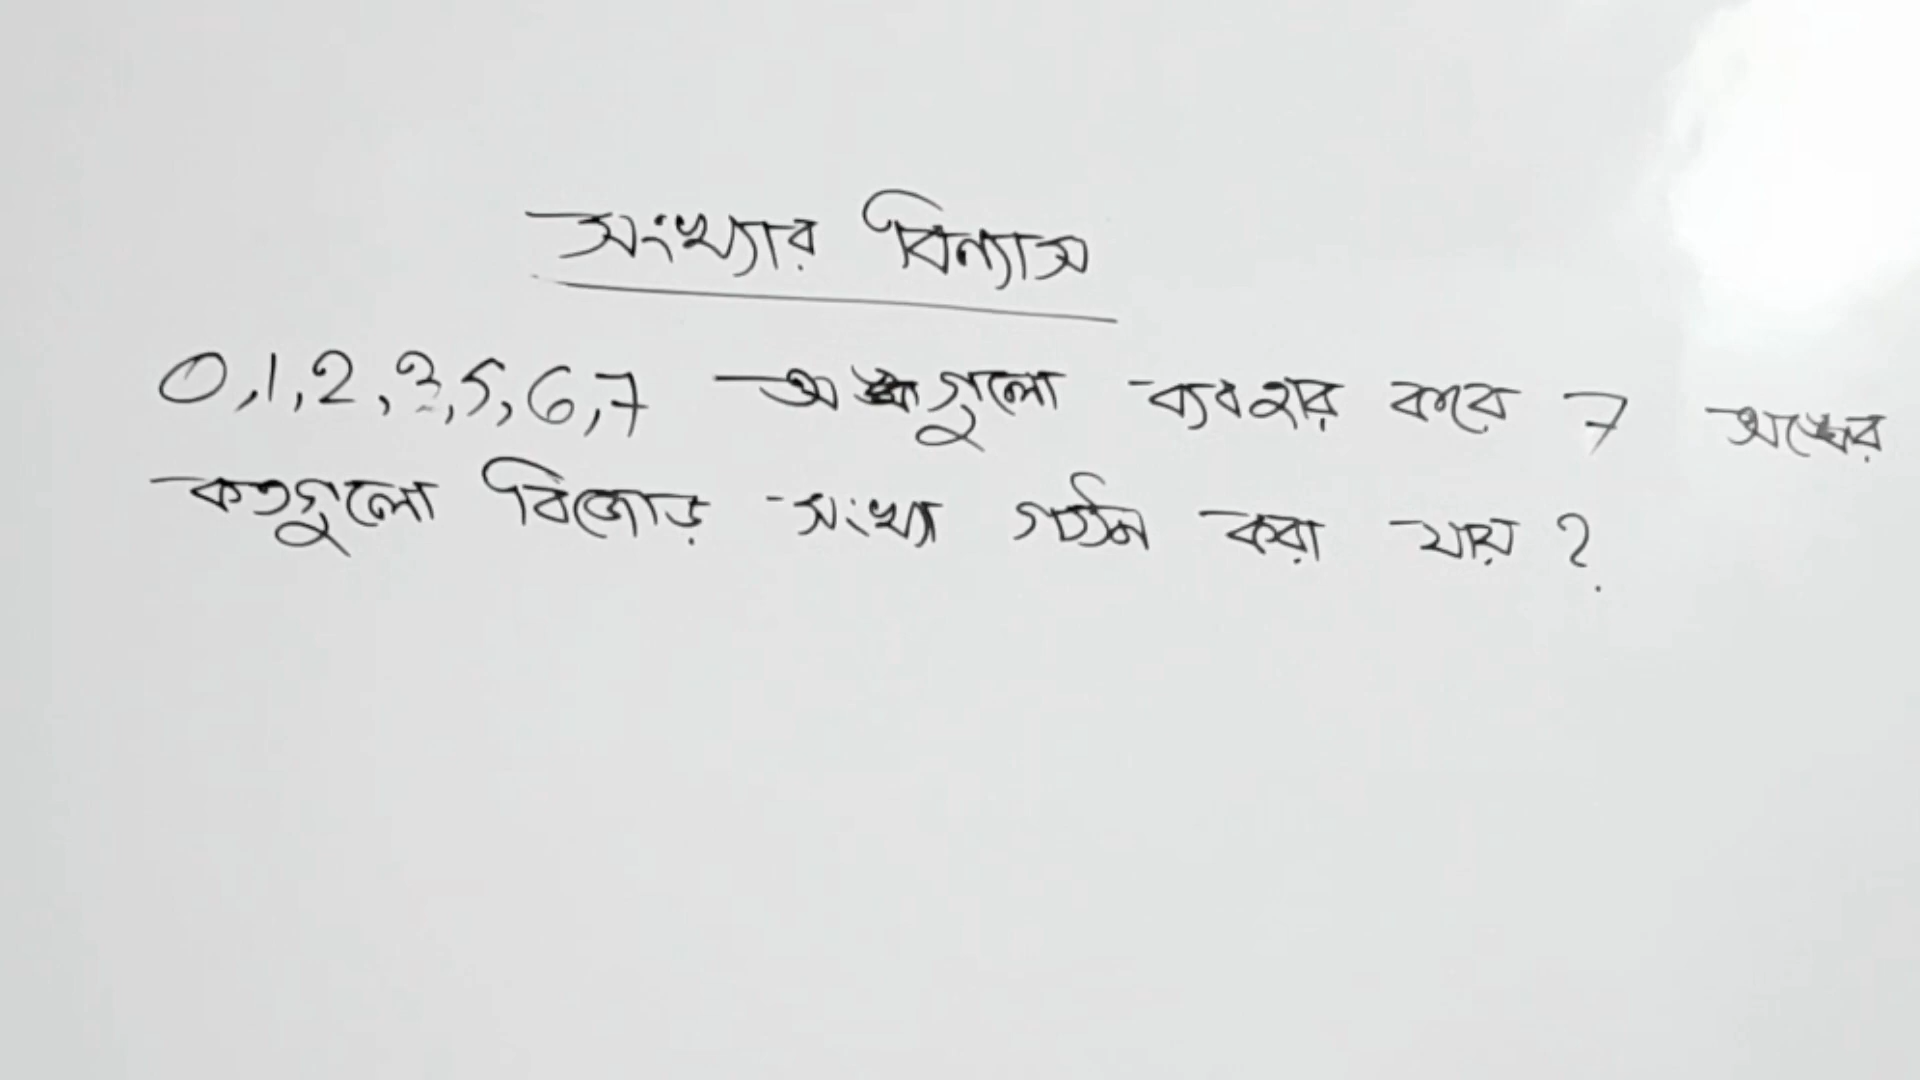 সংখ্যার বিন্যাস
0,1,2,3,5,6,7 অঙ্কগুলো ব্যবহার করে 7 অঙ্কের
কতগুলো বিজোড় সংখ্যা গঠন করা যায় ?